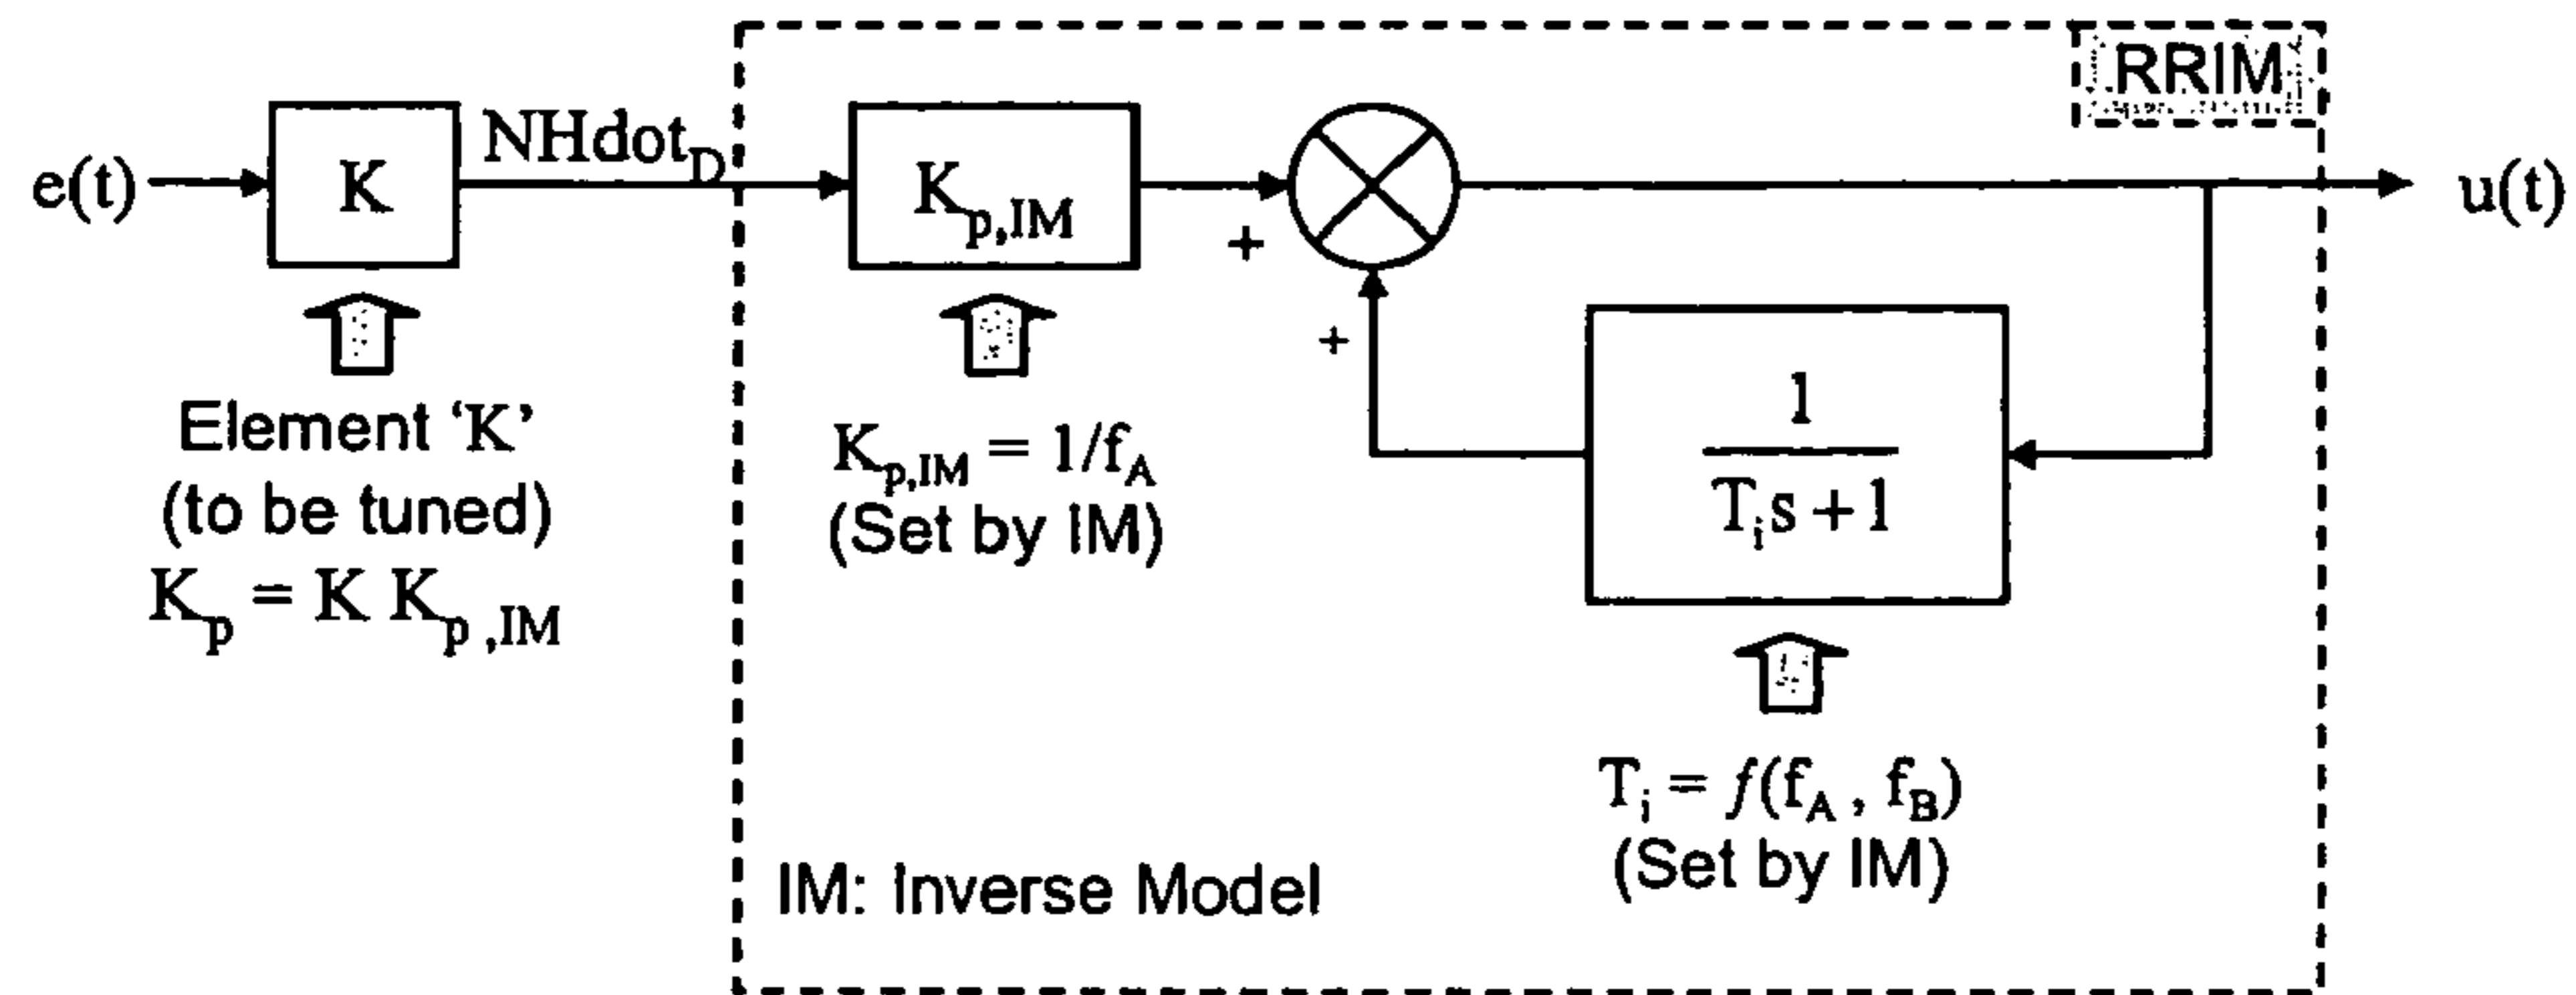 RRIM
e(t)
K
NHdot_D
K_p,IM
+
+
u(t)
1
T_i s + 1
Element ‘K’
(to be tuned)
K_p = K K_p ,IM
K_p,IM = 1/f_A
(Set by IM)
T_i = f(f_A , f_B)
(Set by IM)
IM: Inverse Model